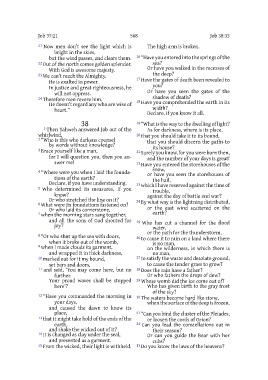 Job 37:21 568 Job 38:33
21 Now men don't see the light which is
bright in the skies,
but the wind passes, and clears them.
22 Out of the north comes golden splendor.
With God is awesome majesty.
23 We can't reach the Almighty.
He is exalted in power.
In justice and great righteousness, he
will not oppress.
24 Therefore men revere him.
He doesn't regard any who are wise of
heart."
38
1 Then Yahweh answered Job out of the
whirlwind,
2 "Who is this who darkens counsel
by words without knowledge?
3 Brace yourself like a man,
for I will question you, then you an-
swer me!
4 "Where were you when I laid the founda-
tions of the earth?
Declare, if you have understanding.
5 Who determined its measures, if you
know?
Or who stretched the line on it?
6 What were its foundations fastened on?
Or who laid its cornerstone,
7 when the morning stars sang together,
and all the sons of God shouted for
joy?
8 "Or who shut up the sea with doors,
when it broke out of the womb,
9 when I made clouds its garment,
and wrapped it in thick darkness,
10 marked out for it my bound,
set bars and doors,
11 and said, 'You may come here, but no
further.
Your proud waves shall be stopped
here'?
12 "Have you commanded the morning in
your days,
and caused the dawn to know its
place,
13 that it might take hold of the ends of the
earth,
and shake the wicked out of it?
14 It is changed as clay under the seal,
and presented as a garment.
15 From the wicked, their light is withheld.
The high arm is broken.
16 "Have you entered into the springs of the
sea?
Or have you walked in the recesses of
the deep?
17 Have the gates of death been revealed to
you?
Or have you seen the gates of the
shadow of death?
18 Have you comprehended the earth in its
width?
Declare, if you know it all.
19 "What is the way to the dwelling of light?
As for darkness, where is its place,
20 that you should take it to its bound,
that you should discern the paths to
its house?
21 Surely you know, for you were born then,
and the number of your days is great!
22 Have you entered the storehouses of the
snow,
or have you seen the storehouses of
the hail,
23 which I have reserved against the time of
trouble,
against the day of battle and war?
24 By what way is the lightning distributed,
or the east wind scattered on the
earth?
25 Who has cut a channel for the flood
water,
or the path for the thunderstorm,
26 to cause it to rain on a land where there
is no man,
on the wilderness, in which there is
no man,
27 to satisfy the waste and desolate ground,
to cause the tender grass to grow?
28 Does the rain have a father?
Or who fathers the drops of dew?
29 Whose womb did the ice come out of?
Who has given birth to the gray frost
of the sky?
30 The waters become hard like stone,
when the surface of the deep is frozen.
31 "Can you bind the cluster of the Pleiades,
or loosen the cords of Orion?
32 Can you lead the constellations out in
their season?
Or can you guide the Bear with her
cubs?
33 Do you know the laws of the heavens?